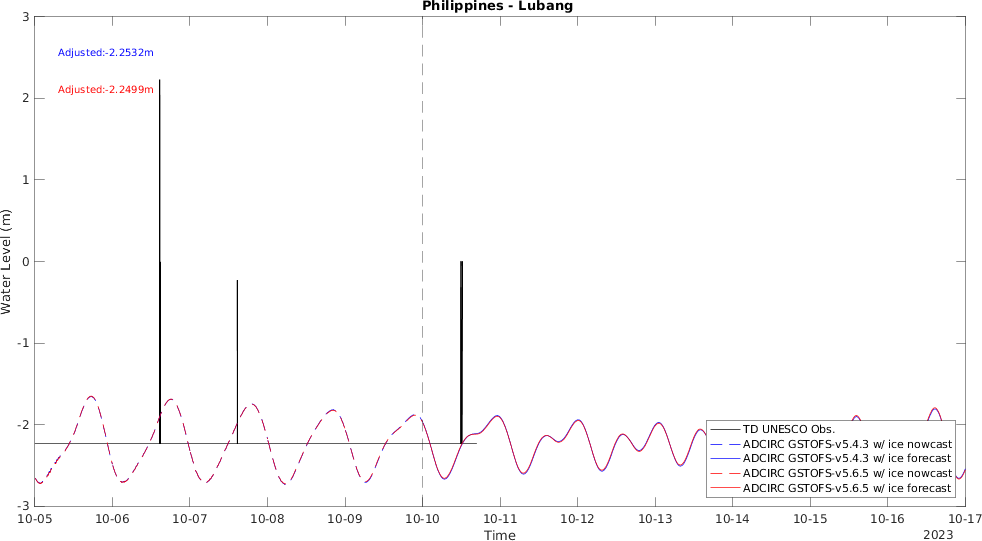 Philippines - Lubang
3
2
1
0
-1
-2
-3
Water Level (m)
Adjusted:-2.2532m
Adjusted:-2.2499m
TD UNESCO Obs.
ADCIRC GSTOFS-v5.4.3 w/ ice nowcast
ADCIRC GSTOFS-v5.4.3 w/ ice forecast
ADCIRC GSTOFS-v5.6.5 w/ ice nowcast
ADCIRC GSTOFS-v5.6.5 w/ ice forecast
10-05 10-06 10-07 10-08 10-09 10-10 10-11 10-12 10-13 10-14 10-15 10-16 10-17
Time
2023